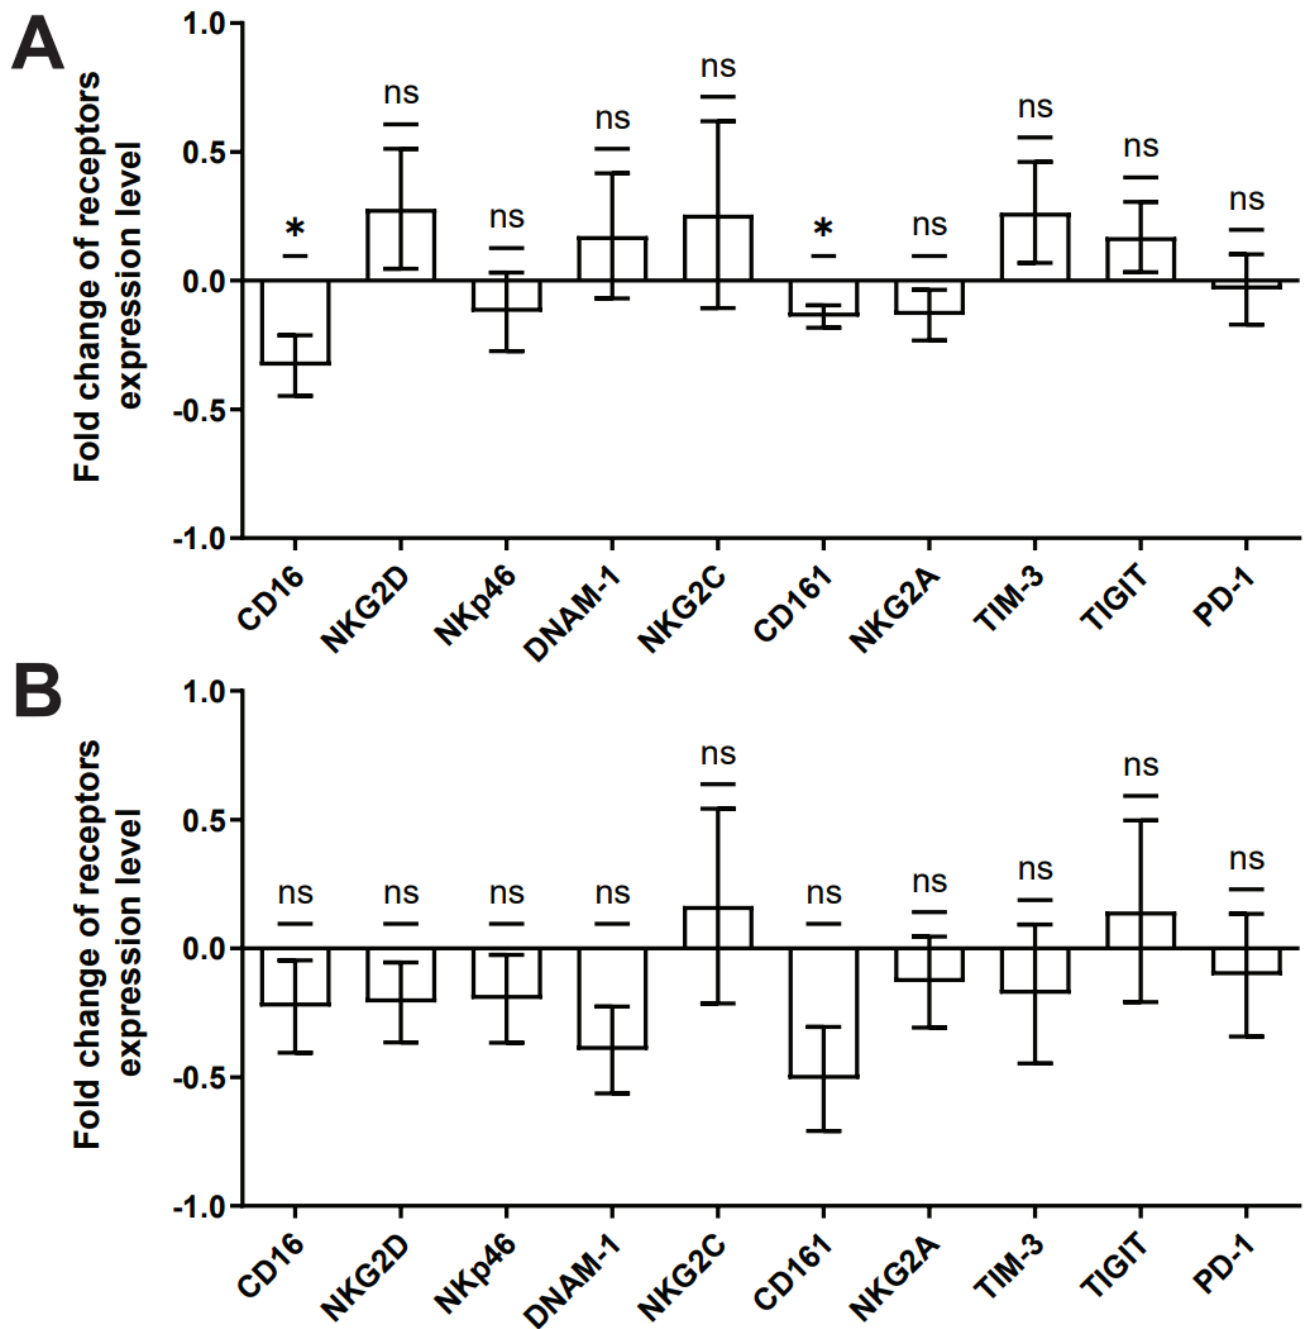 A
Fold change of receptors
expression level
1.0
0.5
0.0
-0.5
-1.0
*
ns
ns
ns
ns
*
ns
ns
ns
ns
CD16
NKG2D
NKp46
DNAM-1
NKG2C
CD161
NKG2A
TIM-3
TIGIT
PD-1
B
Fold change of receptors
expression level
1.0
0.5
0.0
-0.5
-1.0
ns
ns
ns
ns
ns
ns
ns
ns
ns
ns
CD16
NKG2D
NKp46
DNAM-1
NKG2C
CD161
NKG2A
TIM-3
TIGIT
PD-1